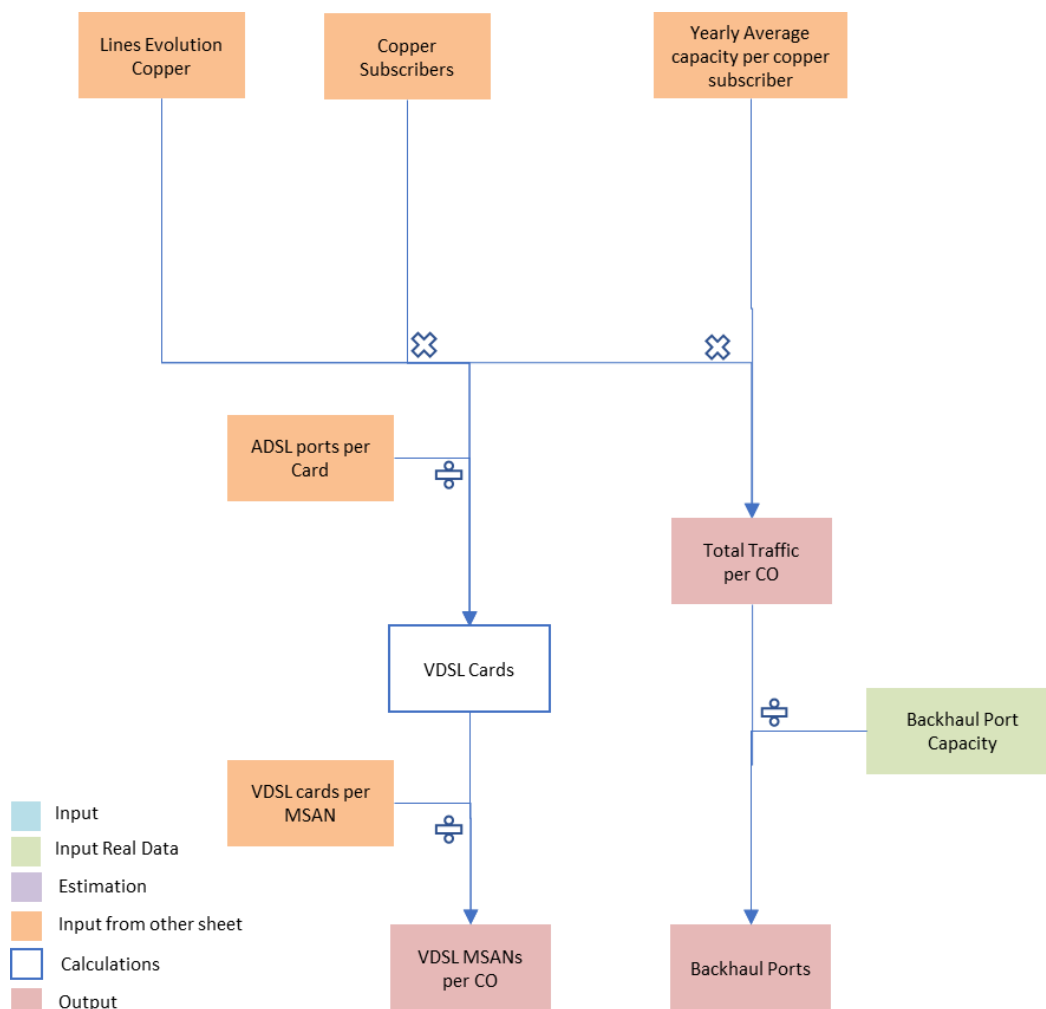 Lines Evolution
Copper
Copper
Subscribers
Yearly Average
capacity per copper
subscriber
ADSL ports per
Card
Total Traffic
per CO
VDSL Cards
Backhaul Port
Capacity
VDSL cards per
MSAN
VDSL MSANs
per CO
Backhaul Ports
Input
Input Real Data
Estimation
Input from other sheet
Calculations
Output